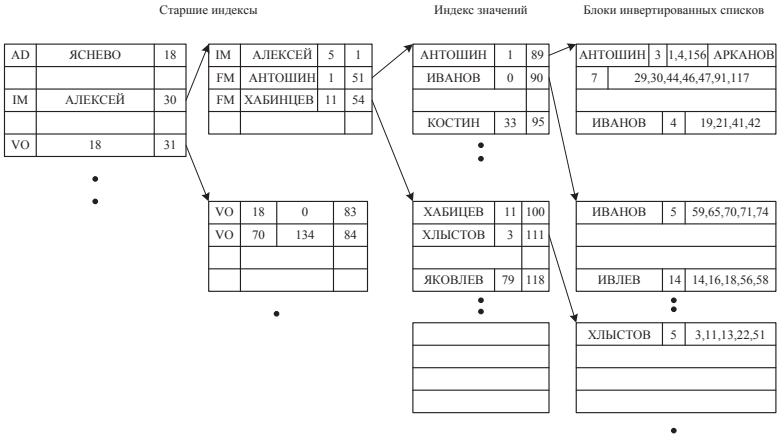 Старшие индексы
Индекс значений
Блоки инвертированных списков
AD ЯСНЕВО 18
IM АЛЕКСЕЙ 30
VO 18 31
IM АЛЕКСЕЙ 5 1
FM АНТОШИН 1 51
FM ХАБИНЦЕВ 11 54
VO 18 0 83
VO 70 134 84
АНТОШИН 1 89
ИВАНОВ 0 90
КОСТИН 33 95
ХАБИЦЕВ 11 100
ХЛЫСТОВ 3 111
ЯКОВЛЕВ 79 118
АНТОШИН 3 1,4,156 АРКАНОВ
7 29,30,44,46,47,91,117
ИВАНОВ 4 19,21,41,42
ИВАНОВ 5 59,65,70,71,74
ИВЛЕВ 14 14,16,18,56,58
ХЛЫСТОВ 5 3,11,13,22,51